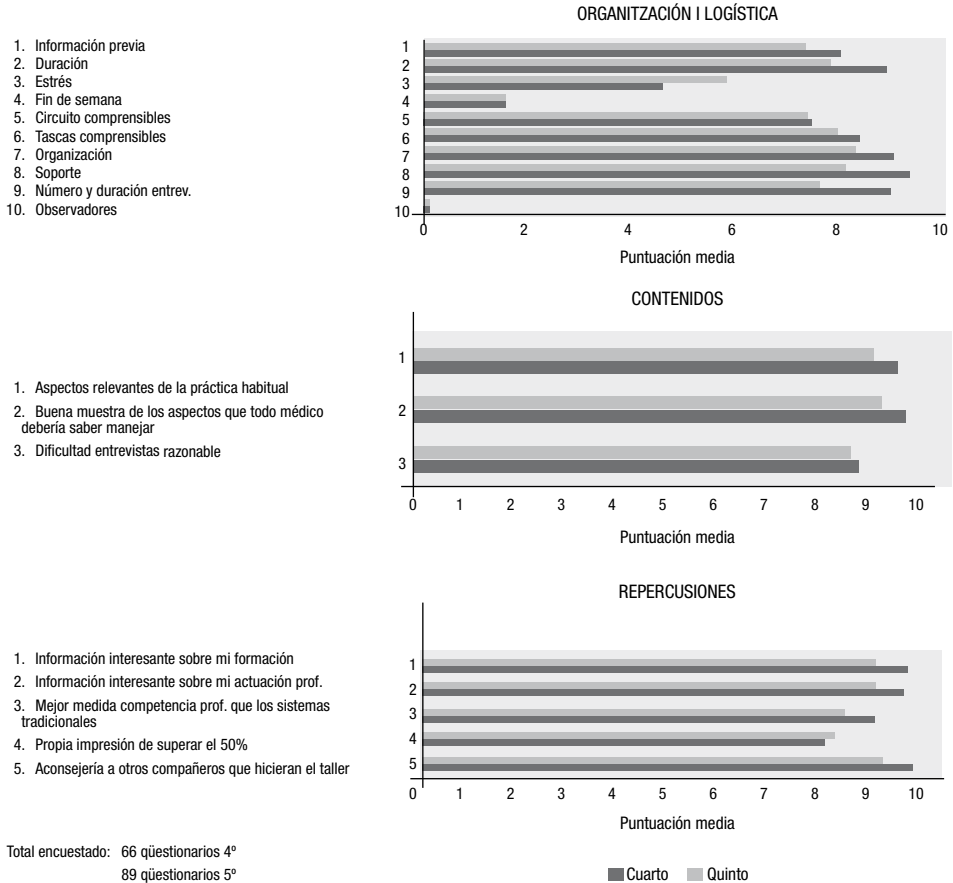 ORGANITZACIÓN I LOGÍSTICA
1. Información previa
2. Duración
3. Estrés
4. Fin de semana
5. Circuito comprensibles
6. Tascas comprensibles
7. Organización
8. Soporte
9. Número y duración entrev.
10. Observadores
1
2
3
4
5
6
7
8
9
10
0 2 4 6 8 10
Puntuación media
CONTENIDOS
1. Aspectos relevantes de la práctica habitual
2. Buena muestra de los aspectos que todo médico
debería saber manejar
3. Dificultad entrevistas razonable
1
2
3
0 1 2 3 4 5 6 7 8 9 10
Puntuación media
REPERCUSIONES
1. Información interesante sobre mi formación
2. Información interesante sobre mi actuación prof.
3. Mejor medida competencia prof. que los sistemas
tradicionales
4. Propia impresión de superar el 50%
5. Aconsejería a otros compañeros que hicieran el taller
1
2
3
4
5
0 1 2 3 4 5 6 7 8 9 10
Puntuación media
Total encuestado: 66 qüestionarios 4º
89 qüestionarios 5º
Cuarto Quinto